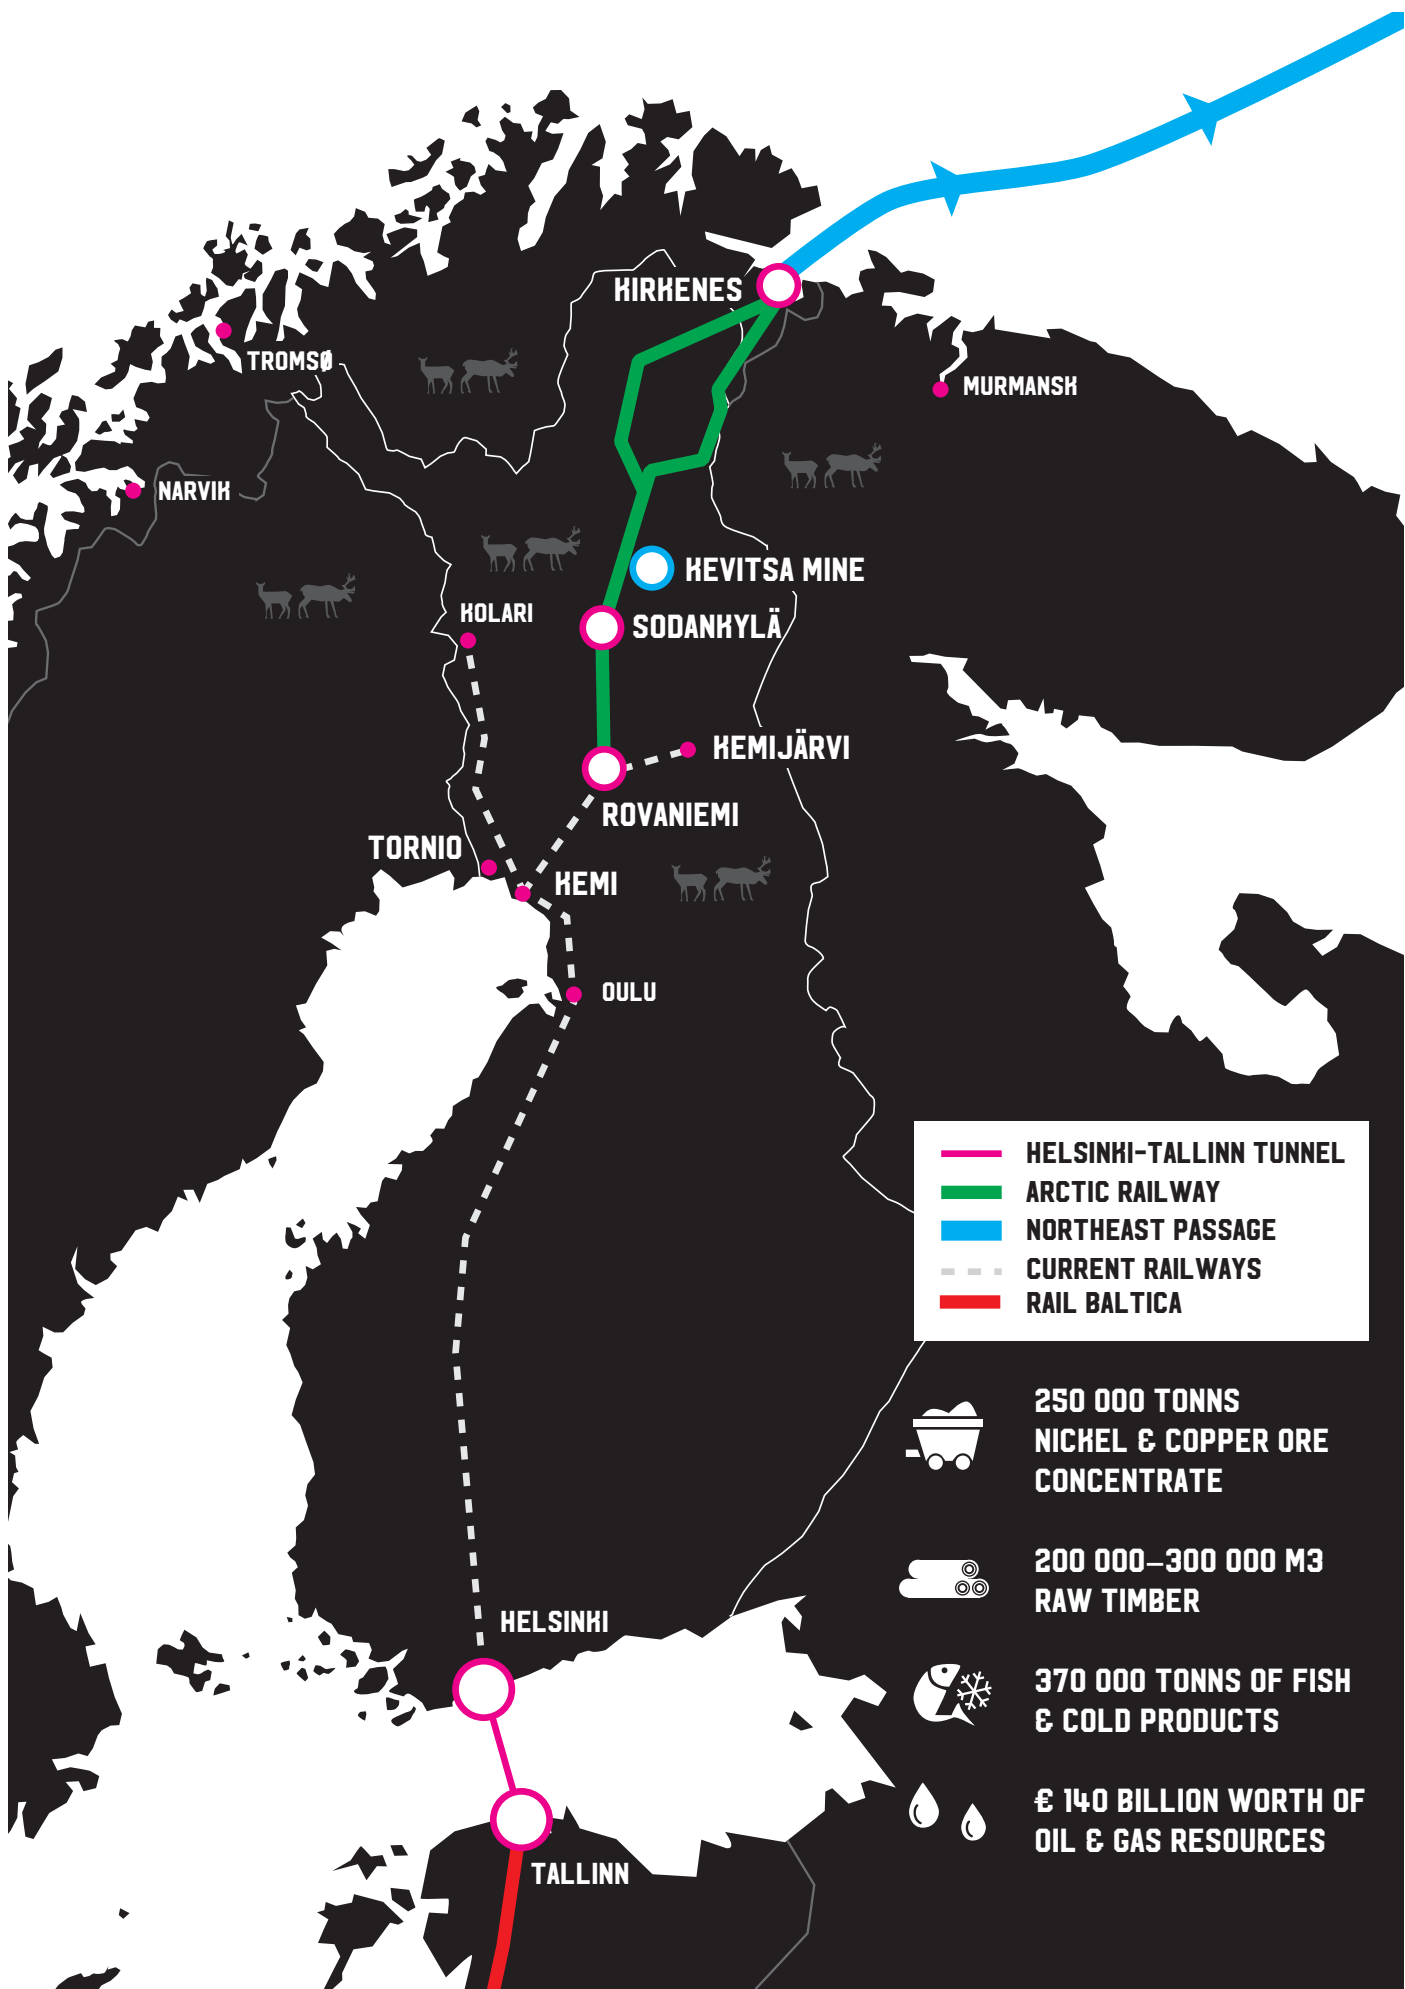 KIRKENES
TROMSØ
MURMANSK
NARVIK
KEVITSA MINE
KOLARI
SODANKYLÄ
KEMIJÄRVI
ROVANIEMI
TORNIO
KEMI
OULU
HELSINKI-TALLINN TUNNEL
ARCTIC RAILWAY
NORTHEAST PASSAGE
CURRENT RAILWAYS
RAIL BALTICA
250 000 TONNS
NICKEL & COPPER ORE
CONCENTRATE
200 000–300 000 M3
RAW TIMBER
HELSINKI
370 000 TONNS OF FISH
& COLD PRODUCTS
€ 140 BILLION WORTH OF
OIL & GAS RESOURCES
TALLINN